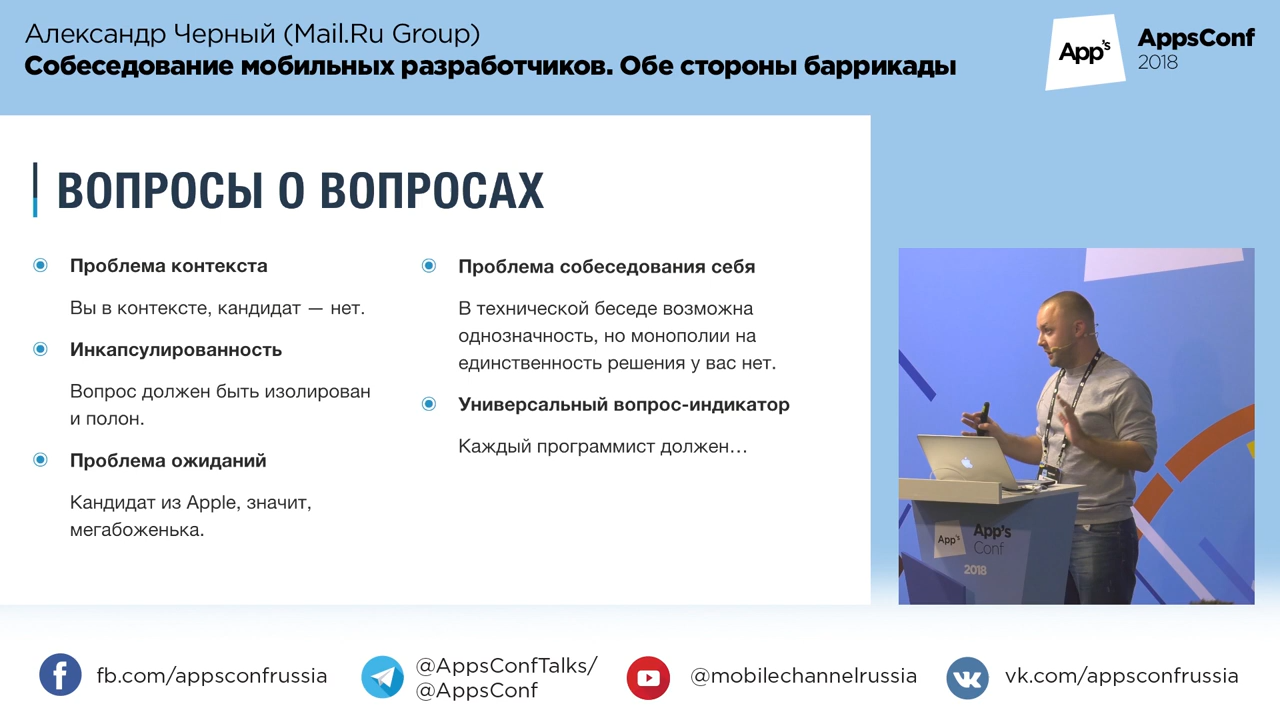 Александр Черный (Mail.Ru Group)
Собеседование мобильных разработчиков. Обе стороны баррикады
App's
AppsConf
2018
ВОПРОСЫ О ВОПРОСАХ
Проблема контекста
Вы в контексте, кандидат — нет.
Инкапсулированность
Вопрос должен быть изолирован
и полон.
Проблема ожиданий
Кандидат из Apple, значит,
мегабоженька.
Проблема собеседования себя
В технической беседе возможна
однозначность, но монополии на
единственность решения у вас нет.
Универсальный вопрос-индикатор
Каждый программист должен...
App's
App's
Conf
2018
fb.com/appsconfrussia
@AppsConfTalks/
@AppsConf
@mobilechannelrussia
vk.com/appsconfrussia